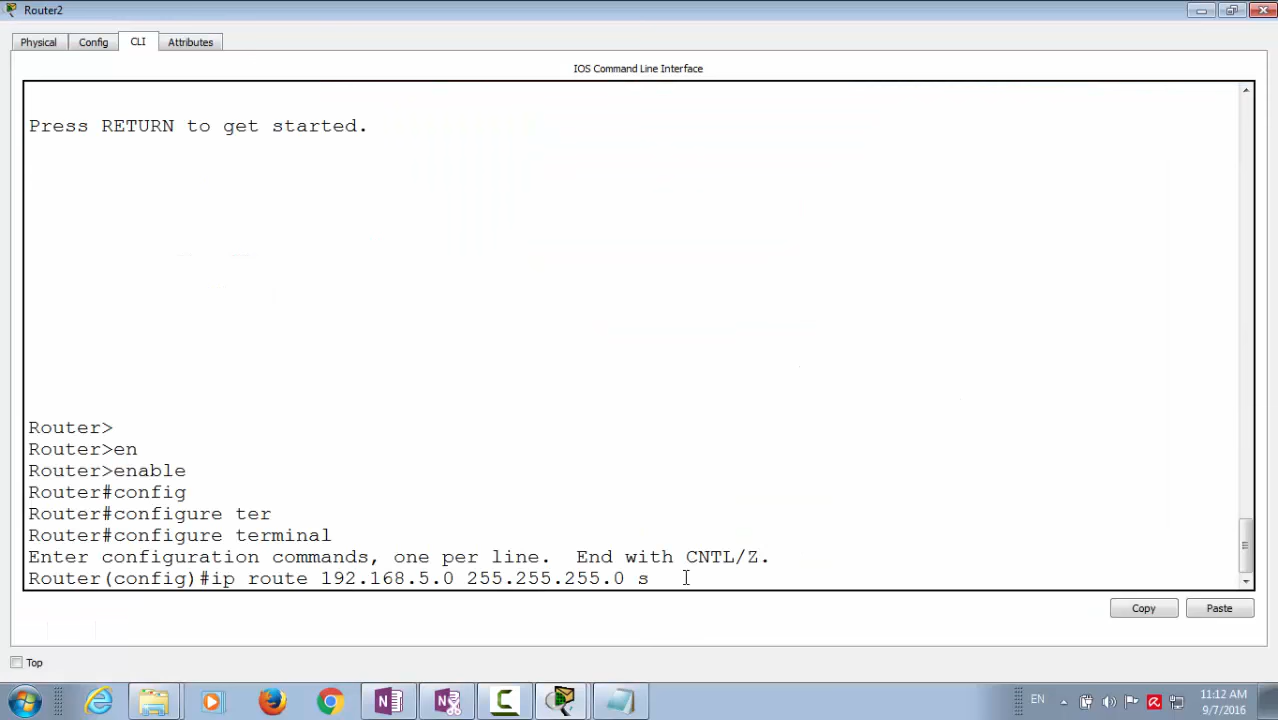 Router2
Physical Config CLI Attributes
IOS Command Line Interface
Press RETURN to get started.
Router>
Router>en
Router>enable
Router#config
Router#configure ter
Router#configure terminal
Enter configuration commands, one per line.  End with CNTL/Z.
Router(config)#ip route 192.168.5.0 255.255.255.0 s
Copy Paste
Top
EN
11:12 AM
9/7/2016